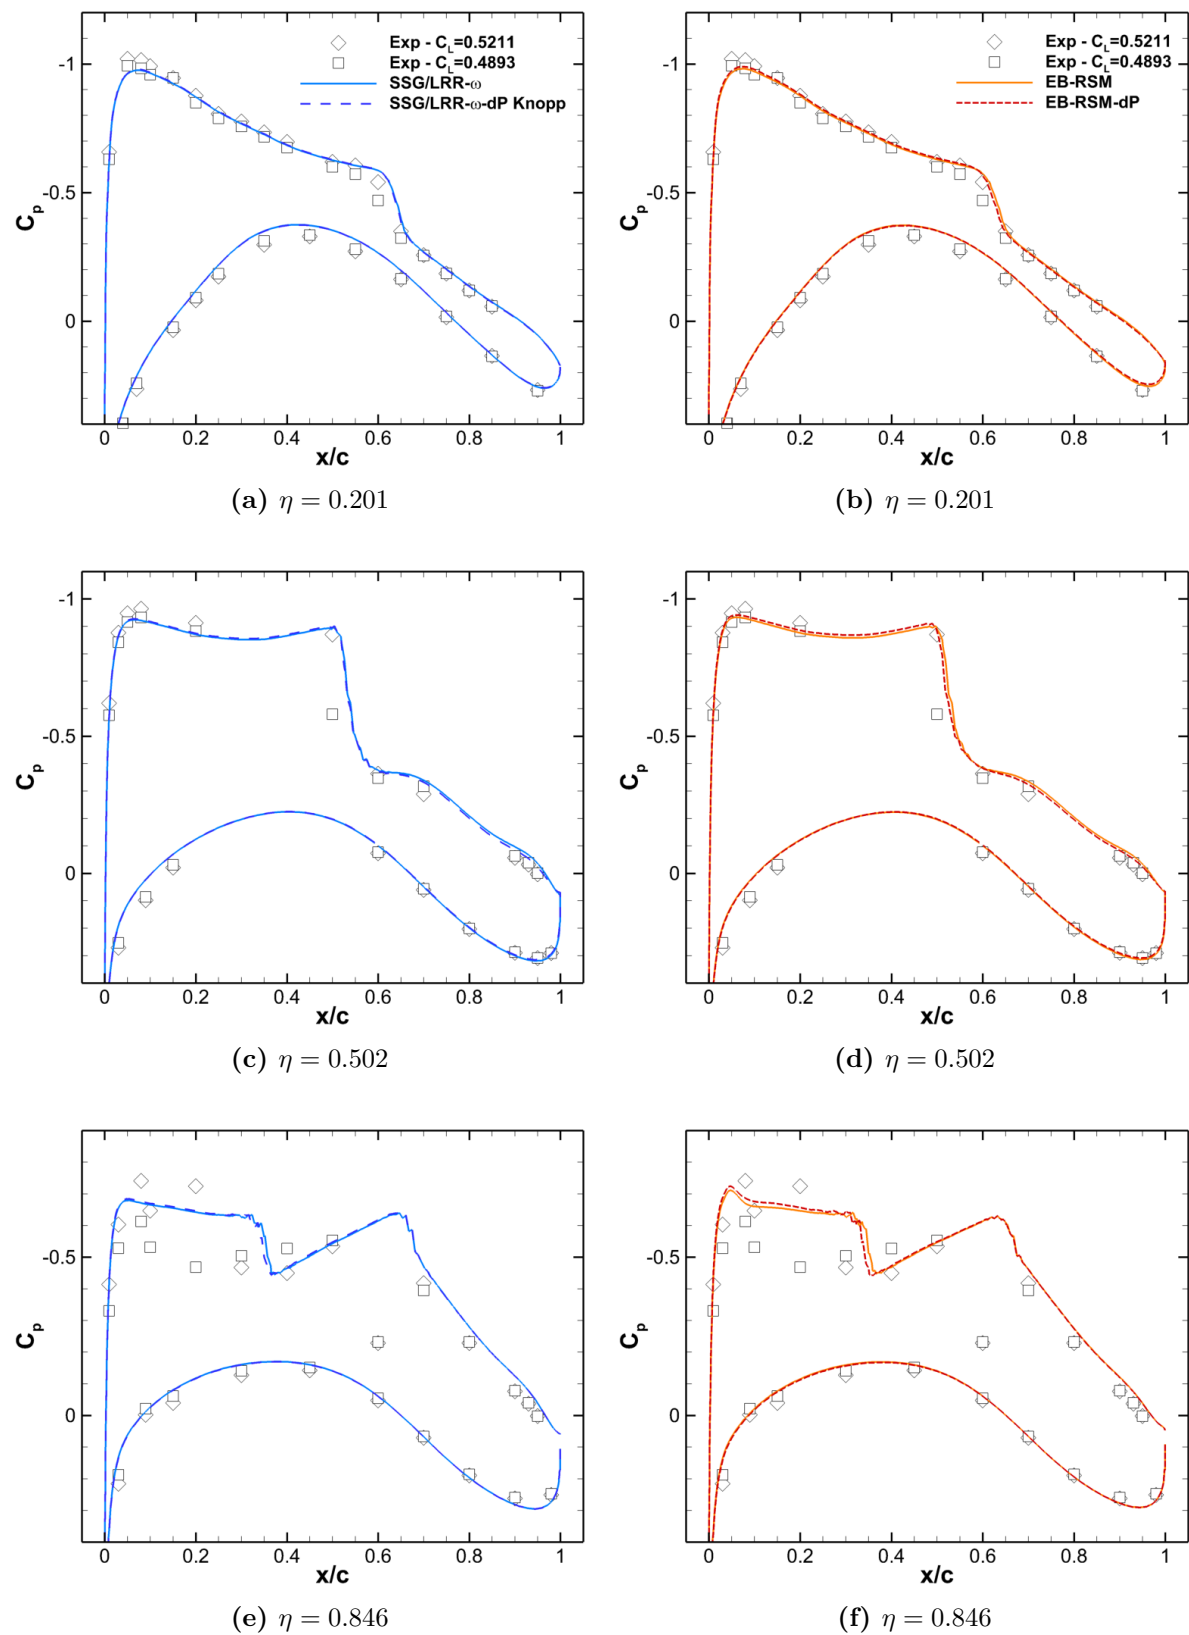 Exp - C_L=0.5211
Exp - C_L=0.4893
SSG/LRR-ω
SSG/LRR-ω-dP Knopp
-1
-0.5
0
C_p
0 0.2 0.4 0.6 0.8 1
x/c
(a) η = 0.201
Exp - C_L=0.5211
Exp - C_L=0.4893
EB-RSM
EB-RSM-dP
-1
-0.5
0
C_p
0 0.2 0.4 0.6 0.8 1
x/c
(b) η = 0.201
-1
-0.5
0
C_p
0 0.2 0.4 0.6 0.8 1
x/c
(c) η = 0.502
-1
-0.5
0
C_p
0 0.2 0.4 0.6 0.8 1
x/c
(d) η = 0.502
-0.5
0
C_p
0 0.2 0.4 0.6 0.8 1
x/c
(e) η = 0.846
-0.5
0
C_p
0 0.2 0.4 0.6 0.8 1
x/c
(f) η = 0.846